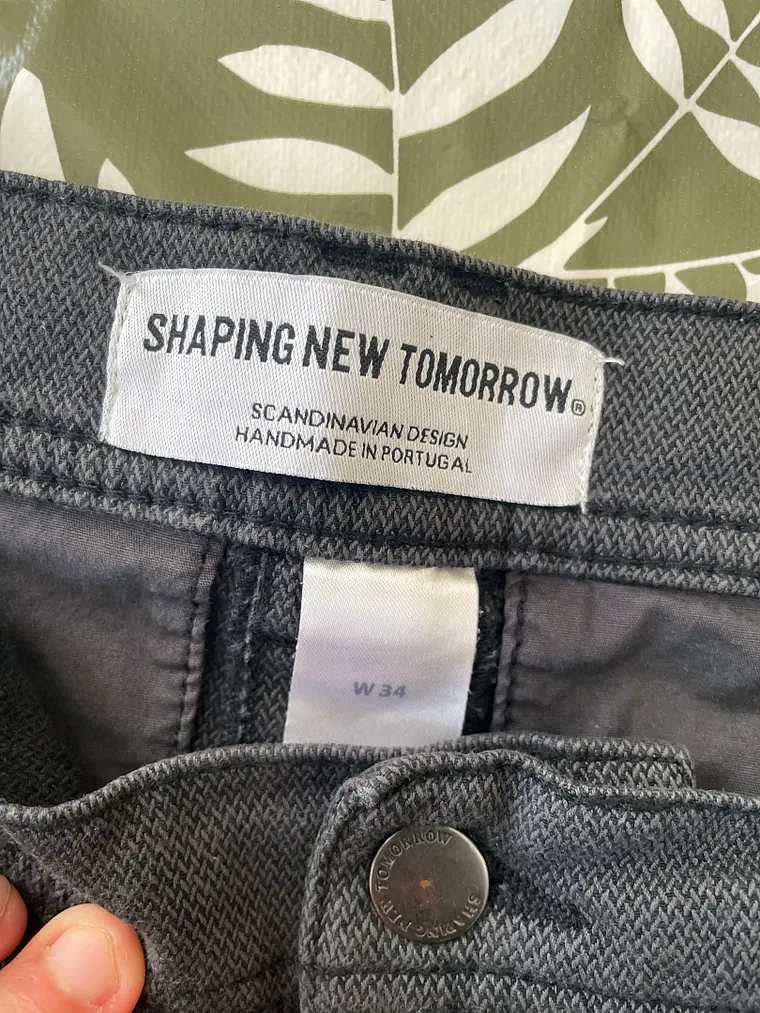 SHAPING NEW TOMORROW®
SCANDINAVIAN DESIGN
HANDMADE IN PORTUGAL
W 34
SHAPING NEW TOMORROW